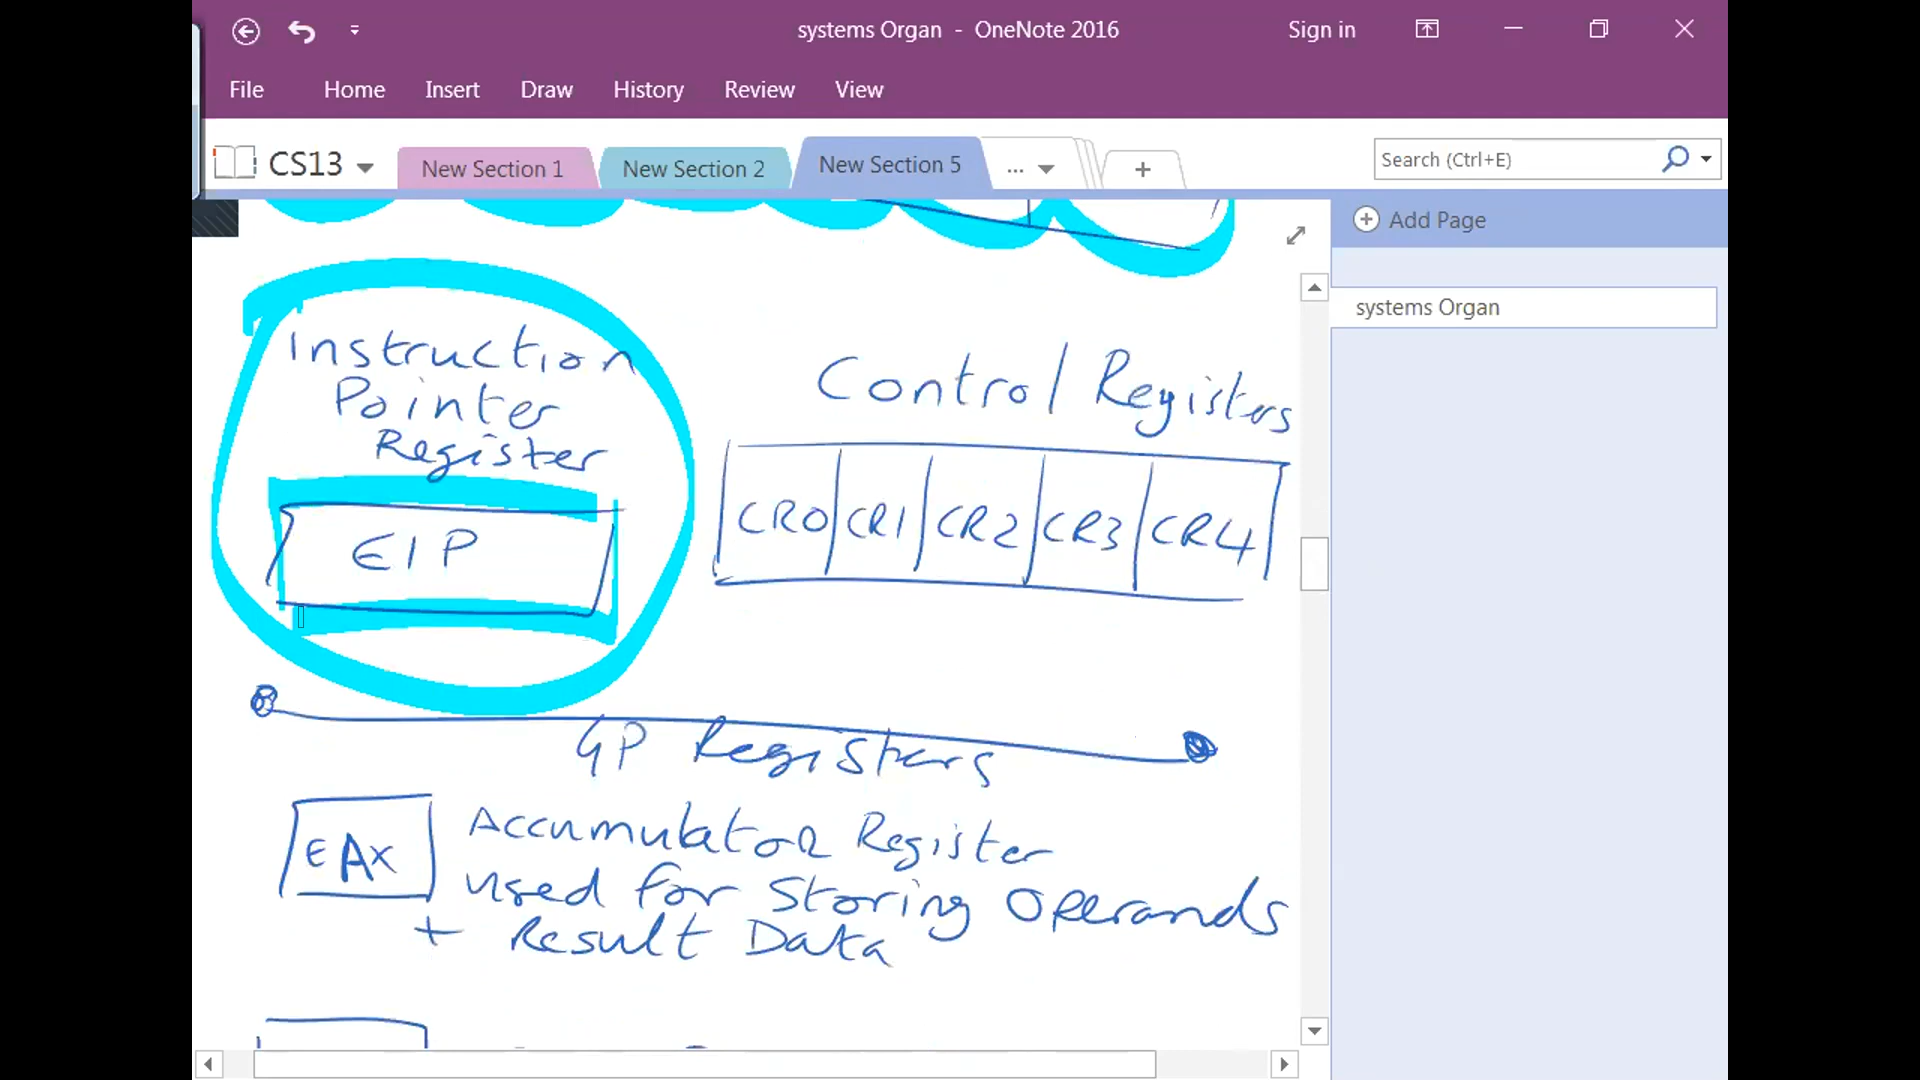 systems Organ - OneNote 2016
Sign in
File Home Insert Draw History Review View
CS13 New Section 1 New Section 2 New Section 5 ... +
Search (Ctrl+E)
Add Page
systems Organ
Instruction
Pointer
Register
EIP
Control Registers
CR0 CR1 CR2 CR3 CR4
GP Registers
EAX
Accumulator Register
used for Storing Operands
+ Result Data